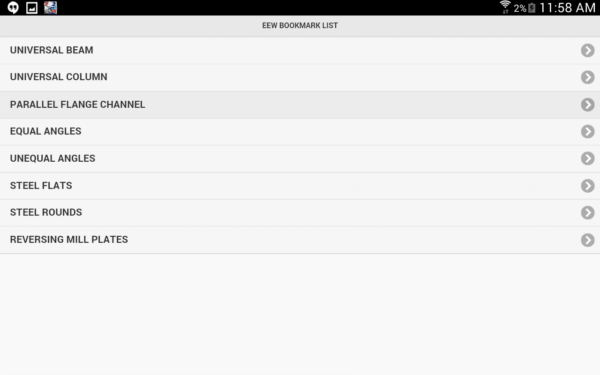 2% 11:58 AM
EEW BOOKMARK LIST
UNIVERSAL BEAM
UNIVERSAL COLUMN
PARALLEL FLANGE CHANNEL
EQUAL ANGLES
UNEQUAL ANGLES
STEEL FLATS
STEEL ROUNDS
REVERSING MILL PLATES